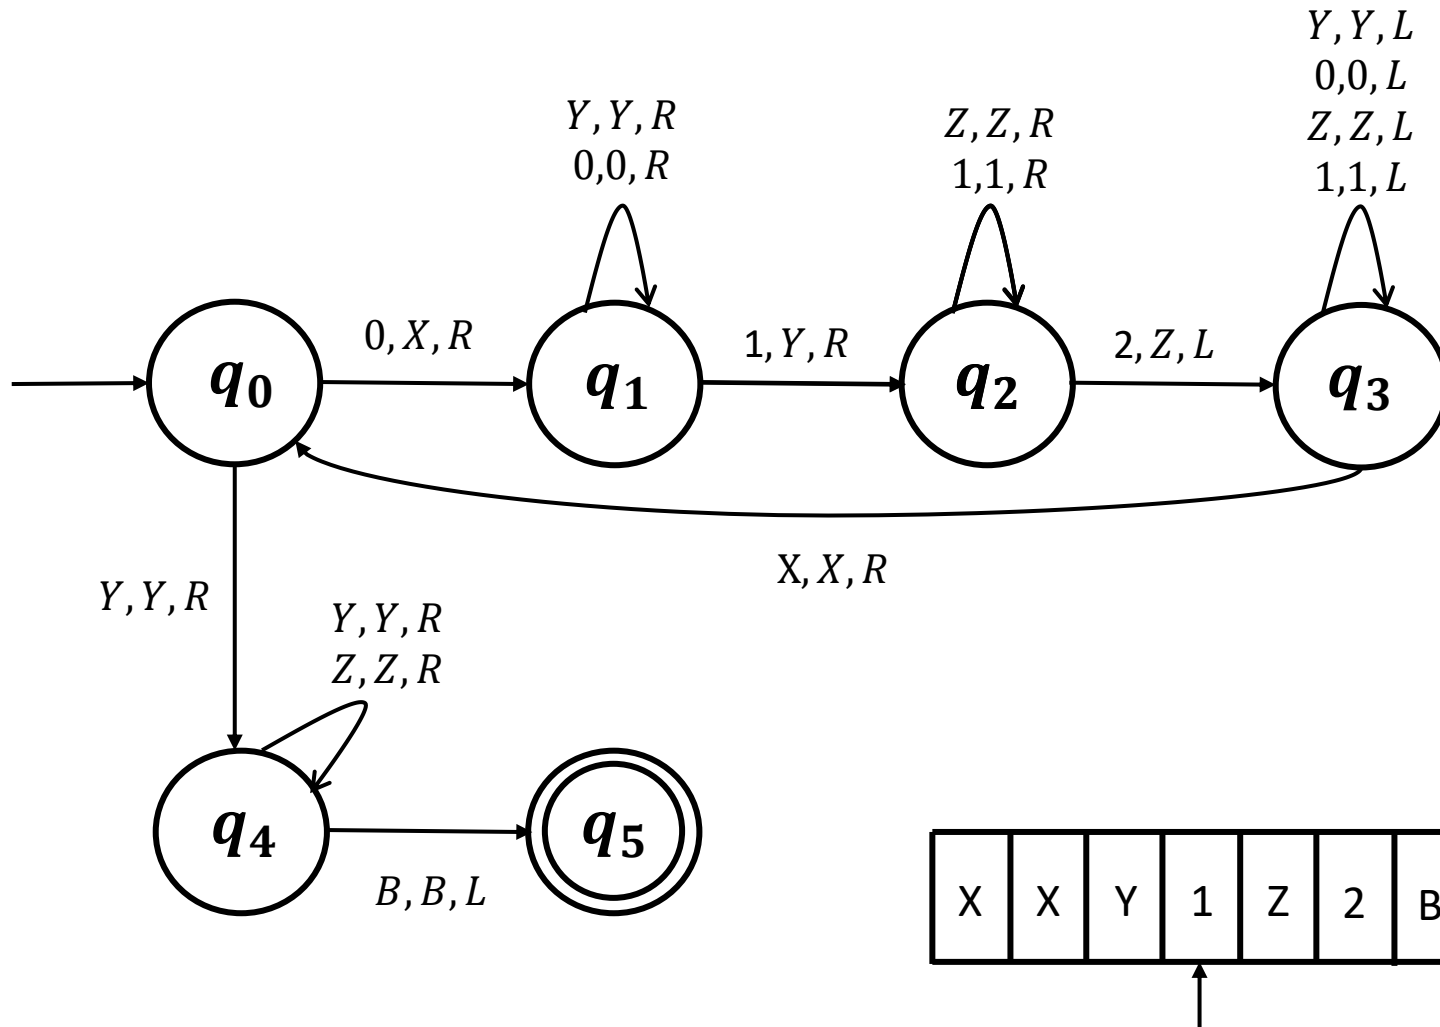 Y, Y, L
0,0, L
Z, Z, L
1,1, L
Y, Y, R
0,0, R
Z, Z, R
1,1, R
0, X, R
1, Y, R
2, Z, L
q0
q1
q2
q3
X, X, R
Y, Y, R
Y, Y, R
Z, Z, R
q4
q5
B, B, L
X X Y 1 Z 2 B